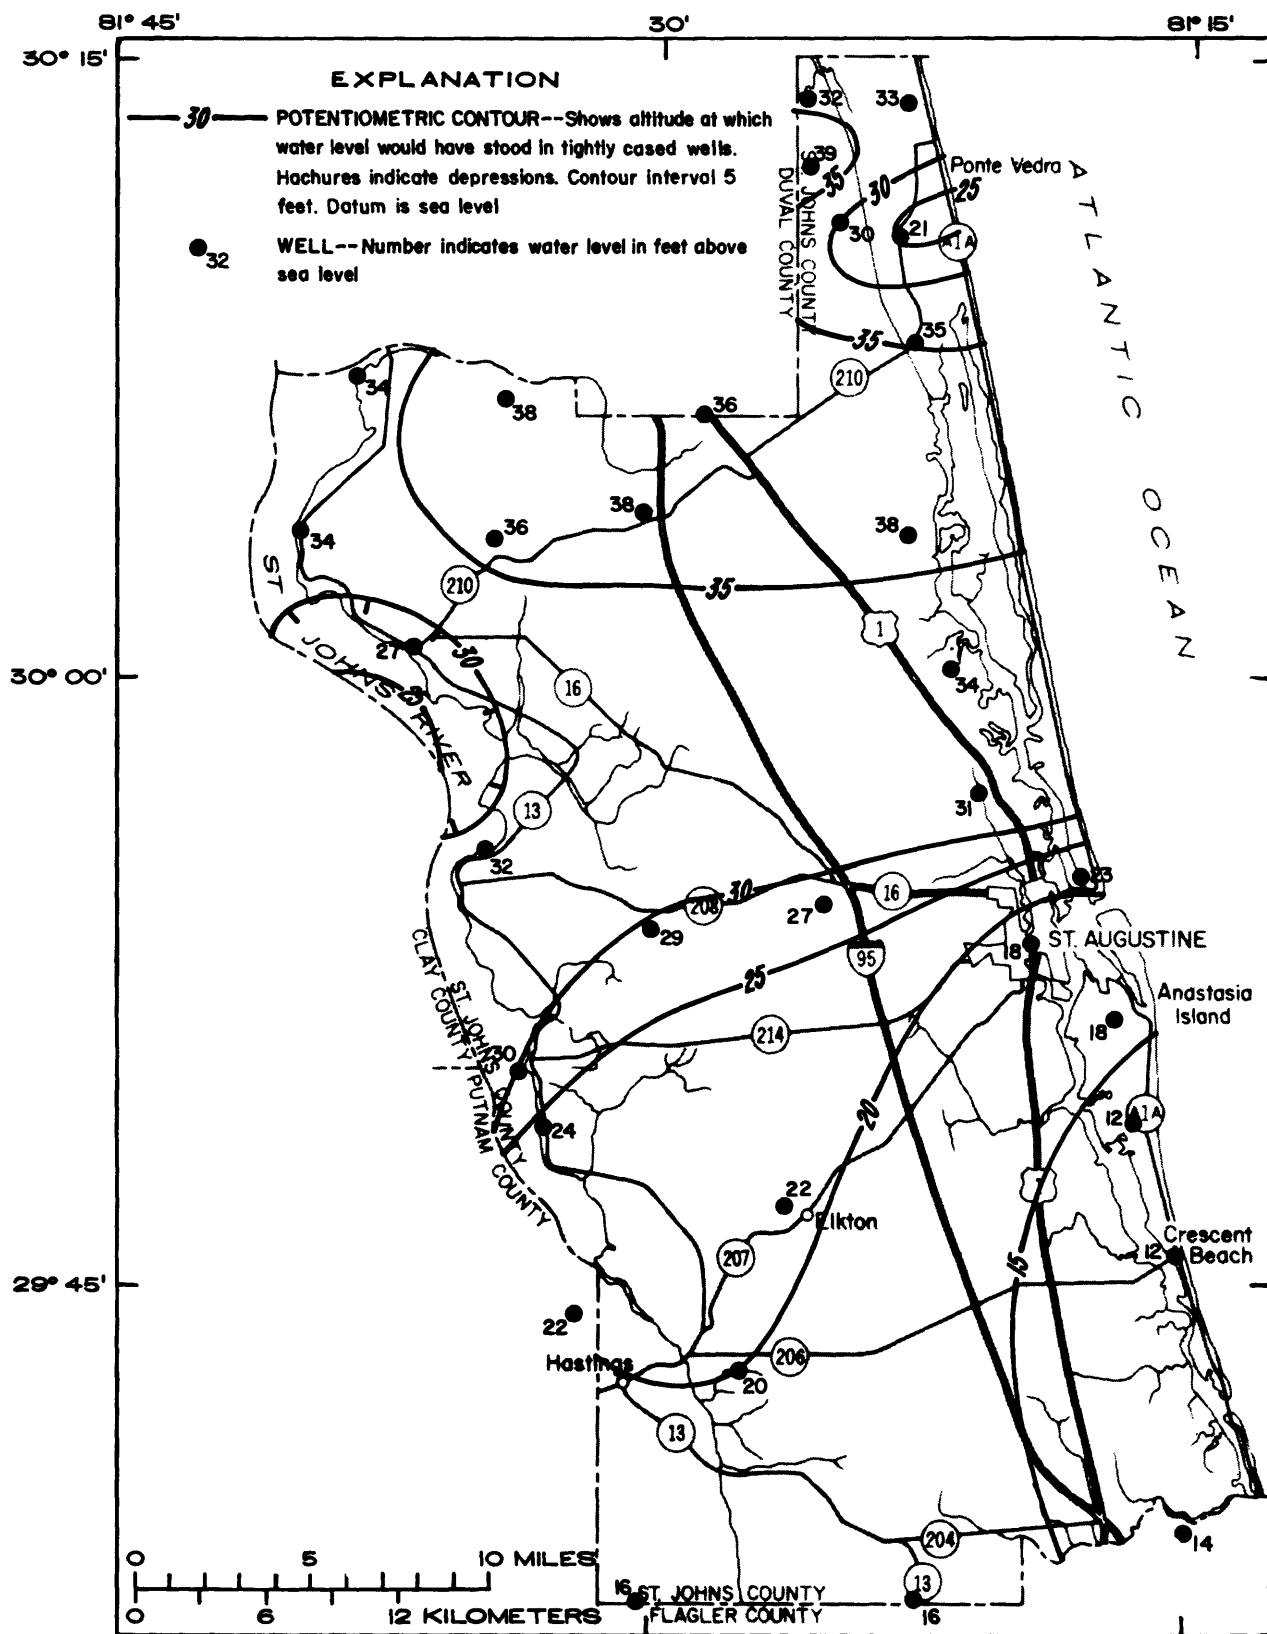 81° 45'
30'
81° 15'
30° 15'
EXPLANATION
30
POTENTIOMETRIC CONTOUR--Shows altitude at which
water level would have stood in tightly cased wells.
Hachures indicate depressions. Contour interval 5
feet. Datum is sea level
32
WELL--Number indicates water level in feet above
sea level
32
33
39
35
30
Ponte Vedra
25
30
21
A1A
ST JOHNS COUNTY
DUVAL COUNTY
ATLANTIC OCEAN
35
35
210
34
38
36
38
36
38
34
210
35
1
ST JOHNS RIVER
27
30
25
34
30° 00'
16
13
31
32
30
208
16
27
23
29
18
ST. AUGUSTINE
95
25
CLAY COUNTY
ST. JOHNS COUNTY
PUTNAM COUNTY
Anastasia
Island
18
214
30
24
20
12
A1A
22
Elkton
207
15
Crescent
Beach
12
29° 45'
22
Hastings
206
20
13
204
14
0 5 10 MILES
0 6 12 KILOMETERS
16
ST. JOHNS COUNTY
FLAGLER COUNTY
13
16